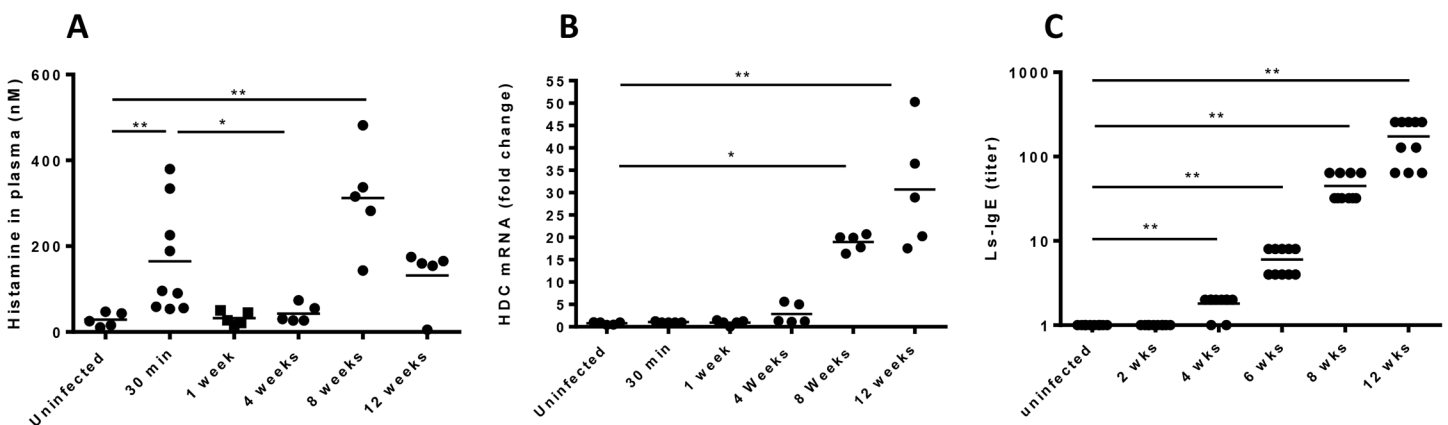 A
Histamine in plasma (nM)
600
400
200
0
**
**
*
Uninfected
30 min
1 week
4 weeks
8 weeks
12 weeks
B
HDC mRNA (fold change)
55
50
45
40
35
30
25
20
15
10
5
0
**
*
Uninfected
30 min
1 week
4 Weeks
8 Weeks
12 weeks
C
Ls-IgE (titer)
1000
100
10
1
**
**
**
**
uninfected
2 wks
4 wks
6 wks
8 wks
12 wks